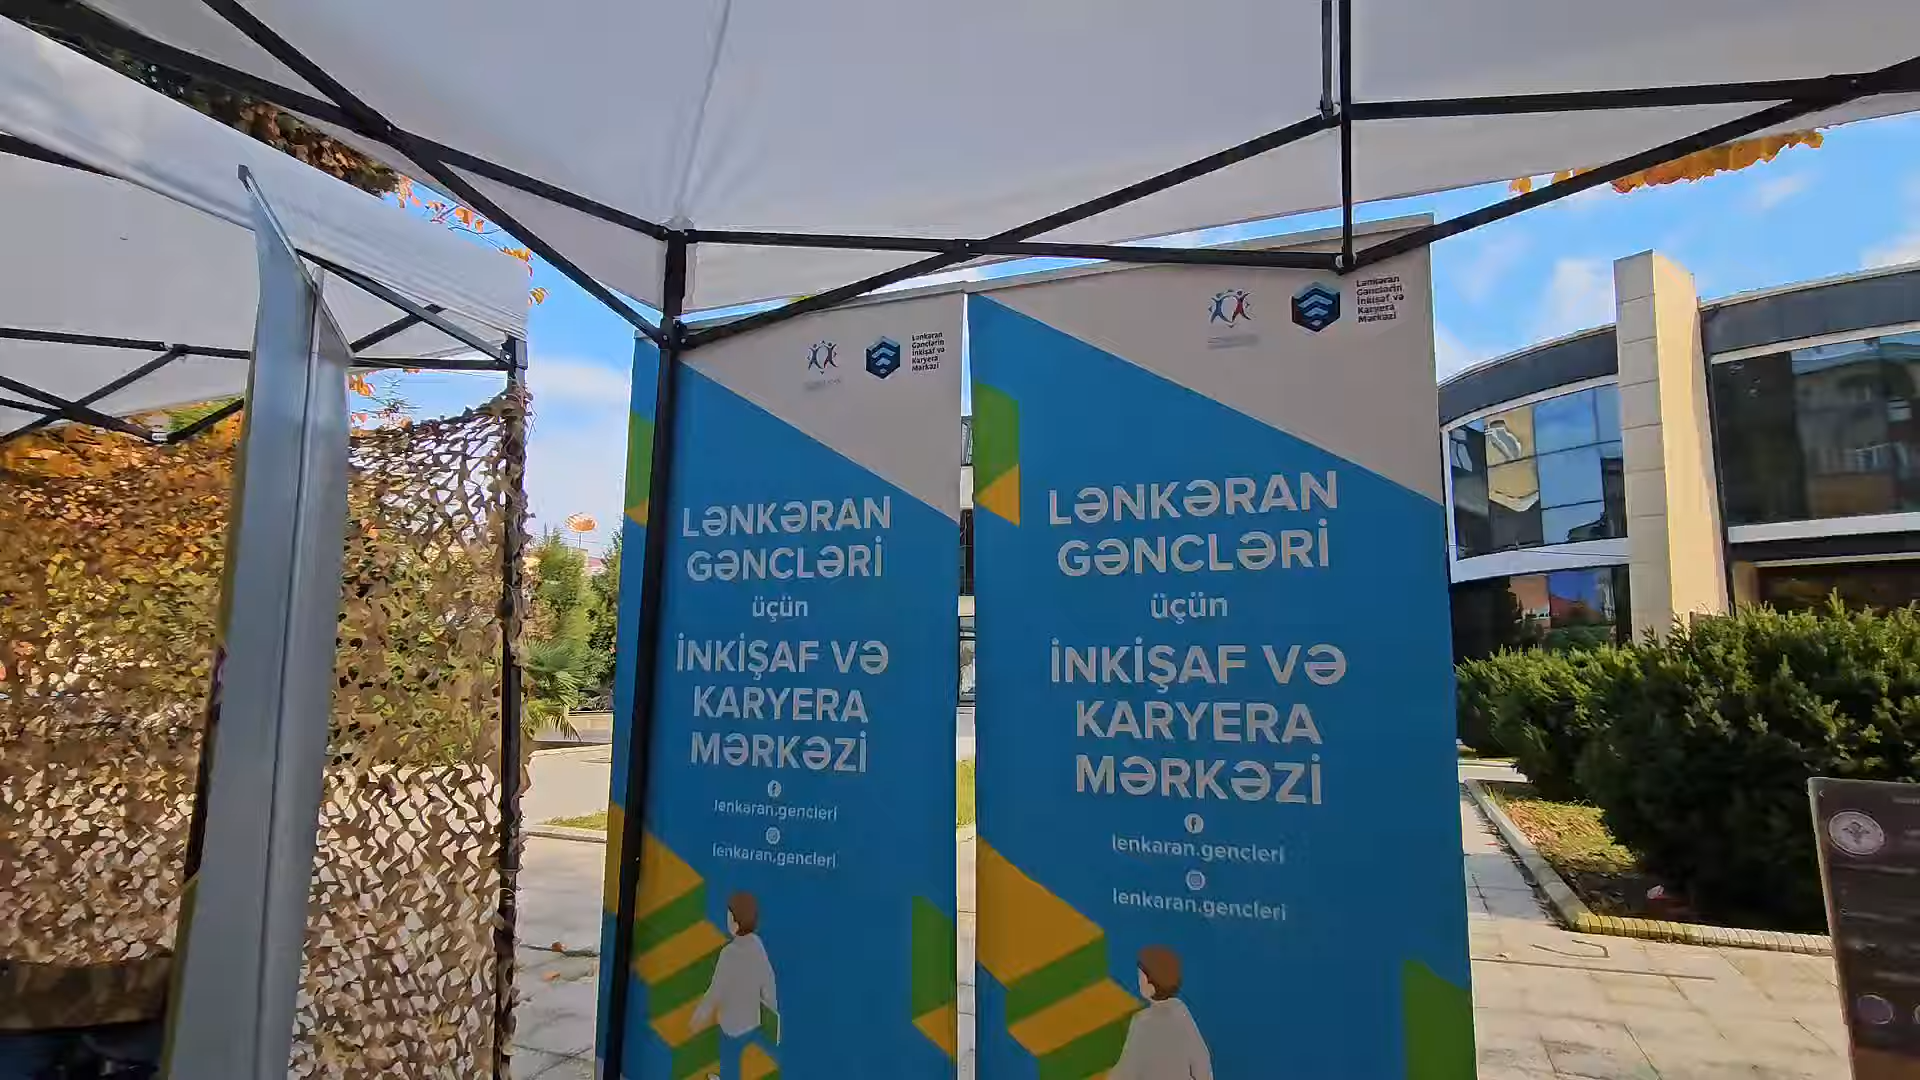 Lənkəran
Gənclərin
İnkişaf və
Karyera
Mərkəzi
LƏNKƏRAN
GƏNCLƏRİ
üçün
İNKİŞAF VƏ
KARYERA
MƏRKƏZİ
lenkaran.gencleri
lenkaran.gencleri
Lənkəran
Gənclərin
İnkişaf və
Karyera
Mərkəzi
LƏNKƏRAN
GƏNCLƏRİ
üçün
İNKİŞAF VƏ
KARYERA
MƏRKƏZİ
lenkaran.gencleri
lenkaran.gencleri